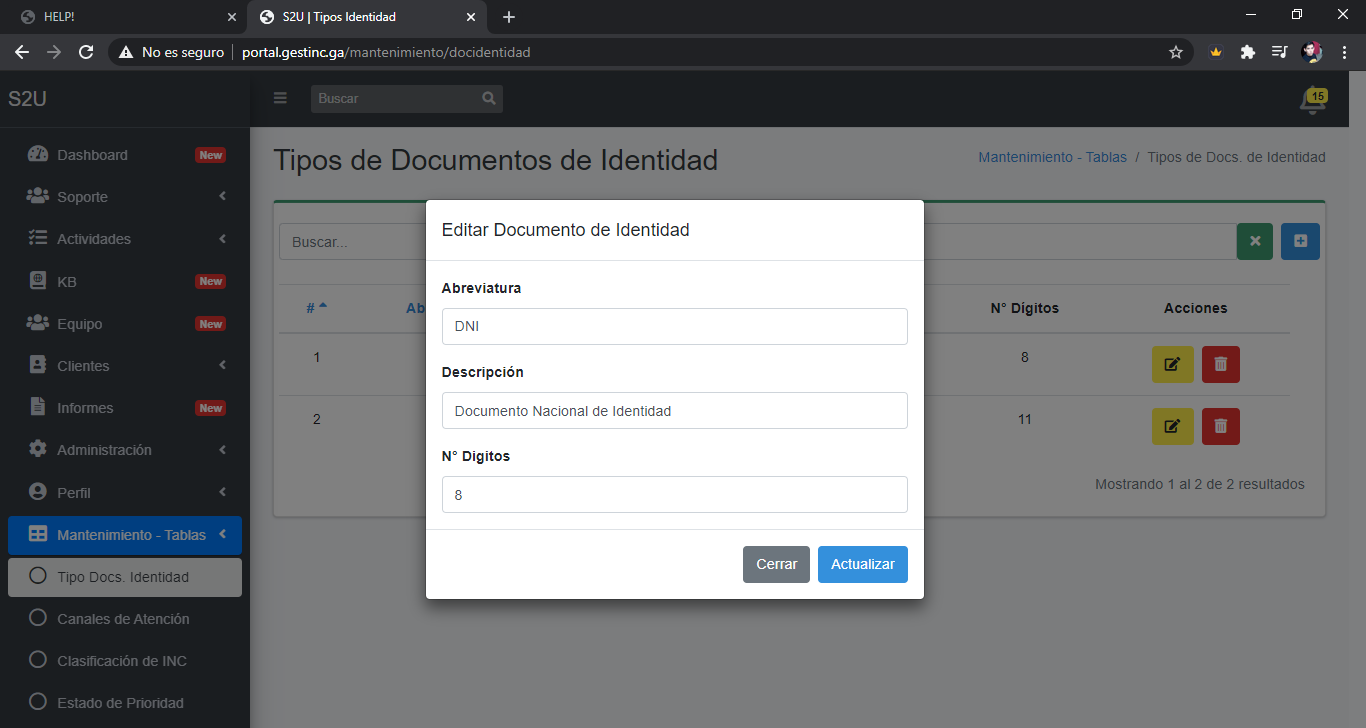 HELP!
S2U | Tipos Identidad
No es seguro
portal.gestinc.ga/mantenimiento/docidentidad
S2U
Buscar
15
Dashboard New
Soporte
Actividades
KB New
Equipo New
Clientes
Informes New
Administración
Perfil
Mantenimiento - Tablas
Tipo Docs. Identidad
Canales de Atención
Clasificación de INC
Estado de Prioridad
Tipos de Documentos de Identidad
Mantenimiento - Tablas / Tipos de Docs. de Identidad
Buscar...
# Ab N° Dígitos Acciones
1 8
2 11
Mostrando 1 al 2 de 2 resultados
Editar Documento de Identidad
Abreviatura
DNI
Descripción
Documento Nacional de Identidad
N° Digitos
8
Cerrar Actualizar